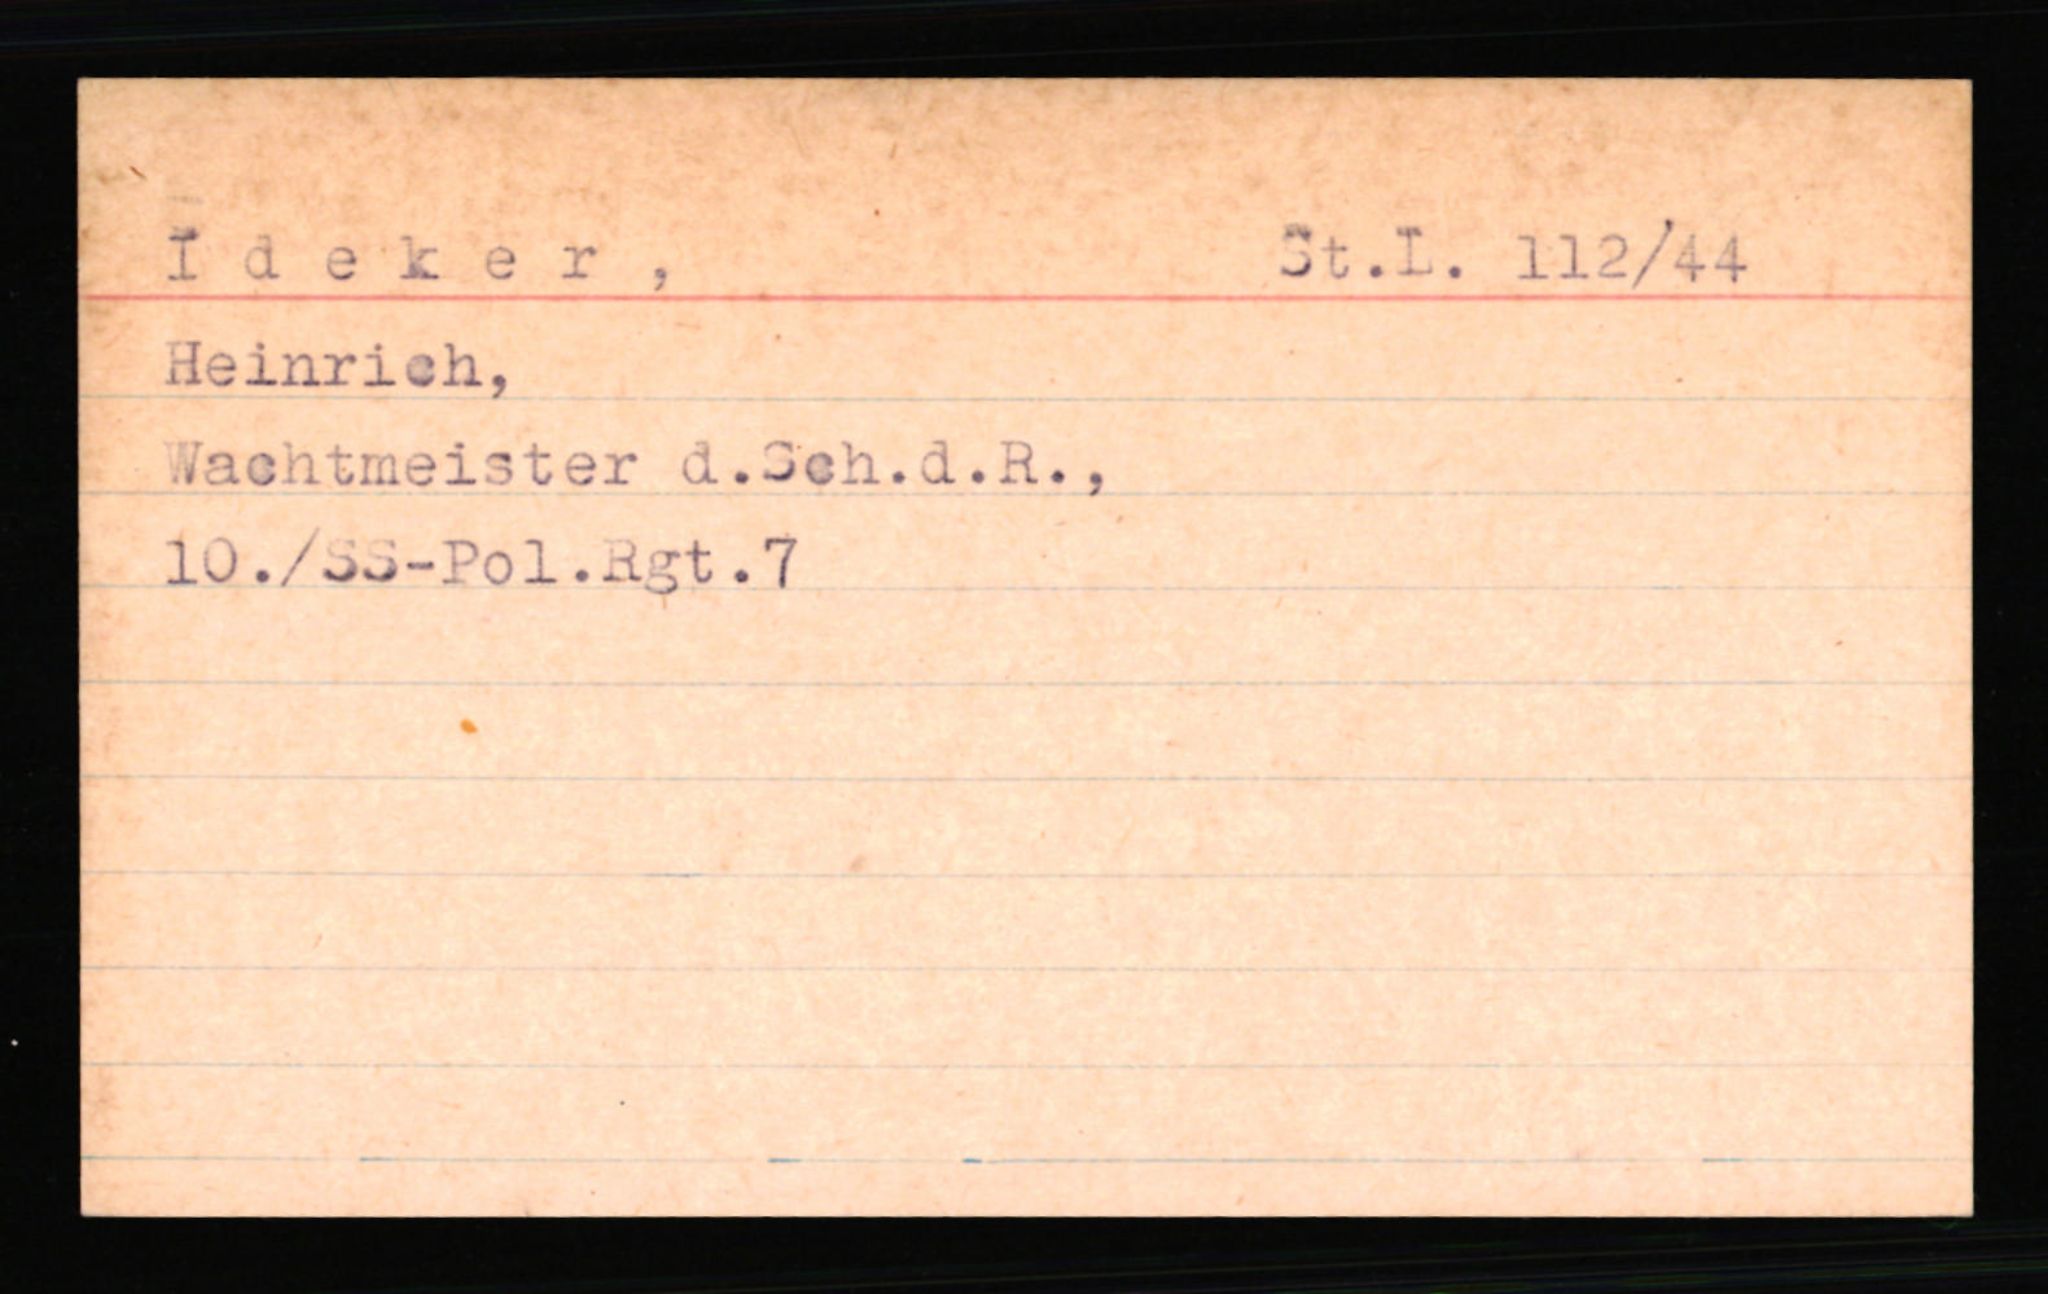 I d e k e r , St.L. 112/44
Heinrich,
Wachtmeister d.Sch.d.R.,
10./SS-Pol.Rgt.7